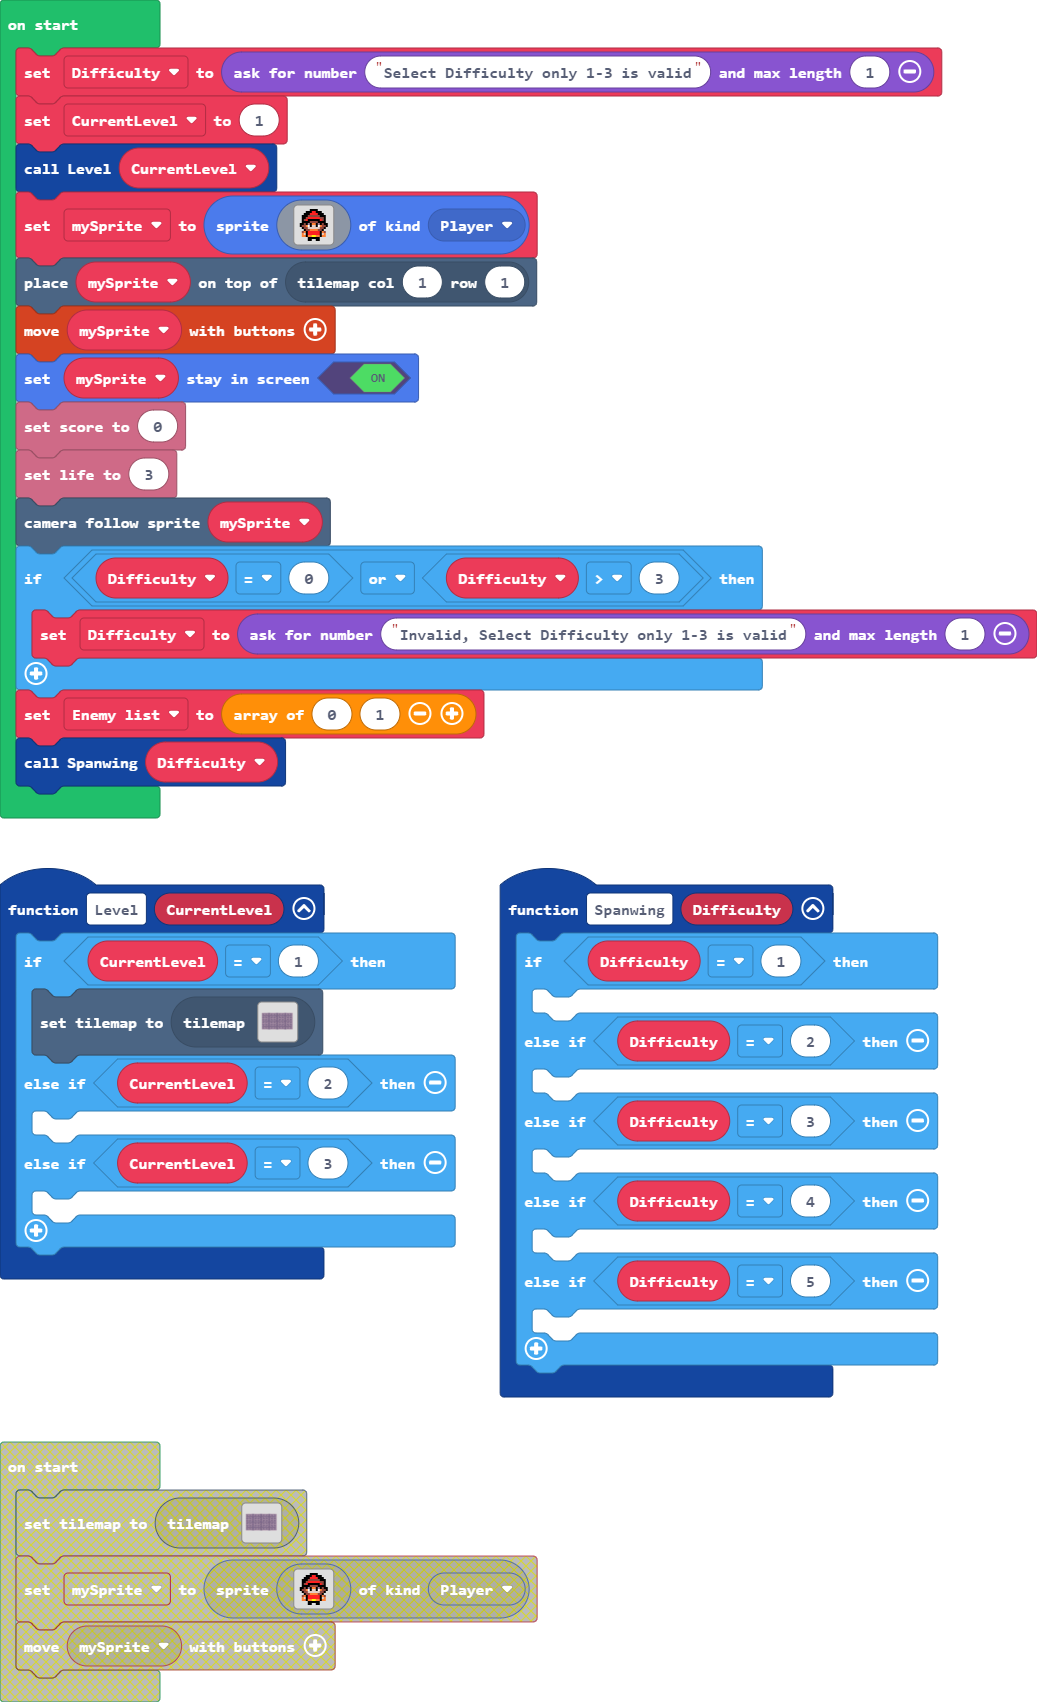 on start
set Difficulty to ask for number "Select Difficulty only 1-3 is valid" and max length 1
set CurrentLevel to 1
call Level CurrentLevel
set mySprite to sprite of kind Player
place mySprite on top of tilemap col 1 row 1
move mySprite with buttons
set mySprite stay in screen ON
set score to 0
set life to 3
camera follow sprite mySprite
if Difficulty = 0 or Difficulty > 3 then
set Difficulty to ask for number "Invalid, Select Difficulty only 1-3 is valid" and max length 1
set Enemy list to array of 0 1
call Spanwing Difficulty
function Level CurrentLevel
if CurrentLevel = 1 then
set tilemap to tilemap
else if CurrentLevel = 2 then
else if CurrentLevel = 3 then
function Spanwing Difficulty
if Difficulty = 1 then
else if Difficulty = 2 then
else if Difficulty = 3 then
else if Difficulty = 4 then
else if Difficulty = 5 then
on start
set tilemap to tilemap
set mySprite to sprite of kind Player
move mySprite with buttons